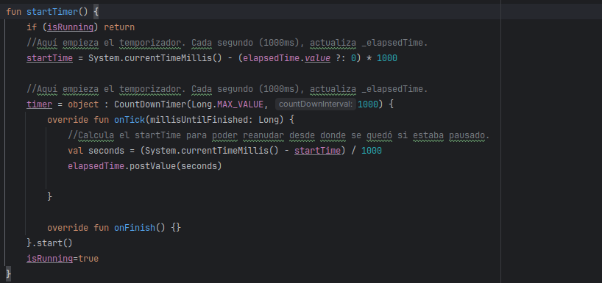 fun startTimer() {
    if (isRunning) return
    //Aquí empieza el temporizador. Cada segundo (1000ms), actualiza _elapsedTime.
    startTime = System.currentTimeMillis() - (elapsedTime.value ?: 0) * 1000

    //Aquí empieza el temporizador. Cada segundo (1000ms), actualiza _elapsedTime.
    timer = object : CountDownTimer(Long.MAX_VALUE, countDownInterval: 1000) {
        override fun onTick(millisUntilFinished: Long) {
            //Calcula el startTime para poder reanudar desde donde se quedó si estaba pausado.
            val seconds = (System.currentTimeMillis() - startTime) / 1000
            elapsedTime.postValue(seconds)

        }

        override fun onFinish() {}
    }.start()
    isRunning=true
}